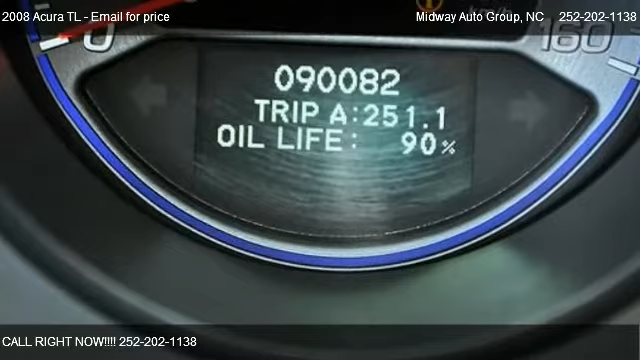 2008 Acura TL - Email for price
Midway Auto Group, NC 252-202-1138
0
160
090082
TRIP A:251.1
OIL LIFE: 90%
CALL RIGHT NOW!!!! 252-202-1138